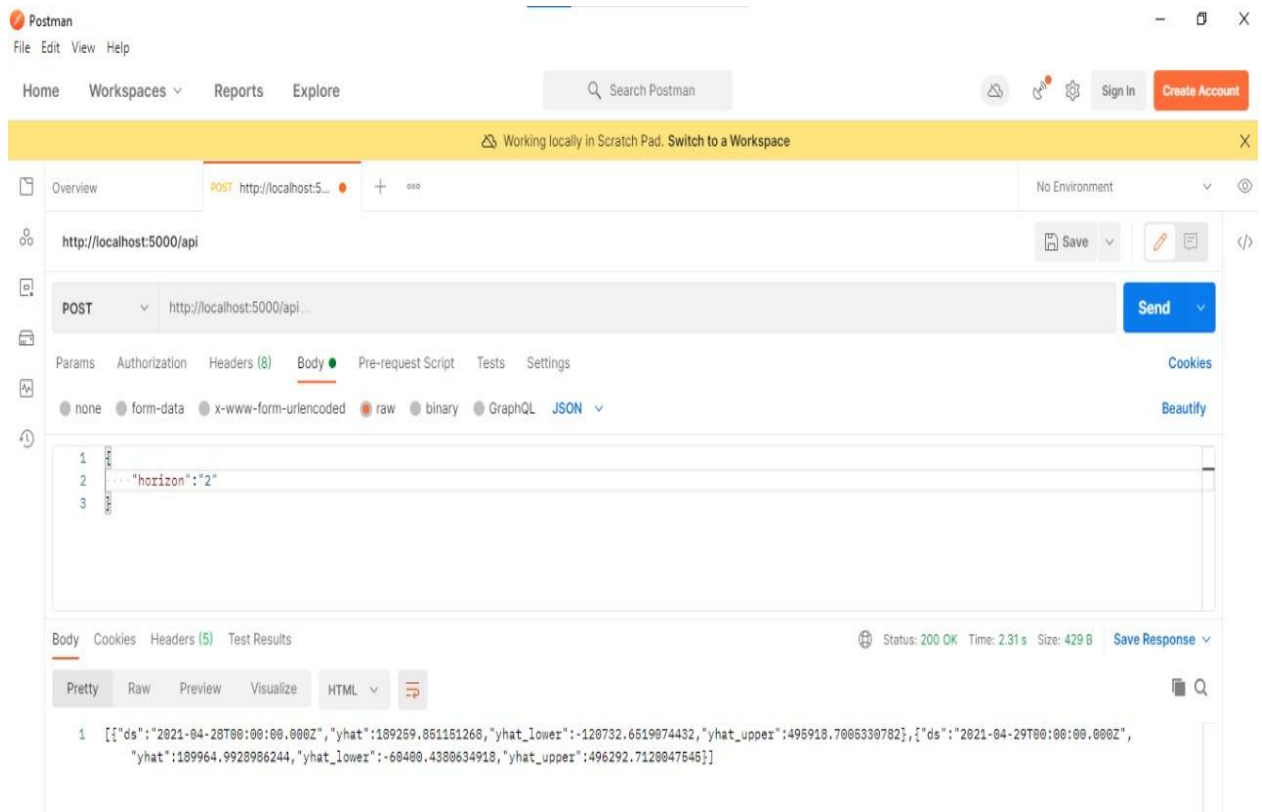 Postman
File Edit View Help
Home Workspaces Reports Explore Search Postman Sign In Create Account
Working locally in Scratch Pad. Switch to a Workspace
Overview POST http://localhost:5... No Environment
http://localhost:5000/api Save
POST http://localhost:5000/api... Send
Params Authorization Headers (8) Body Pre-request Script Tests Settings Cookies
none form-data x-www-form-urlencoded raw binary GraphQL JSON Beautify
1 {
2 ····"horizon":"2"
3 }
Body Cookies Headers (5) Test Results Status: 200 OK Time: 2.31 s Size: 429 B Save Response
Pretty Raw Preview Visualize HTML
1 [{"ds":"2021-04-28T00:00:00.000Z","yhat":189259.851151268,"yhat_lower":-120732.6519074432,"yhat_upper":495918.7005330782},{"ds":"2021-04-29T00:00:00.000Z",
"yhat":189964.9928986244,"yhat_lower":-60400.4380634918,"yhat_upper":496292.7120047545}]